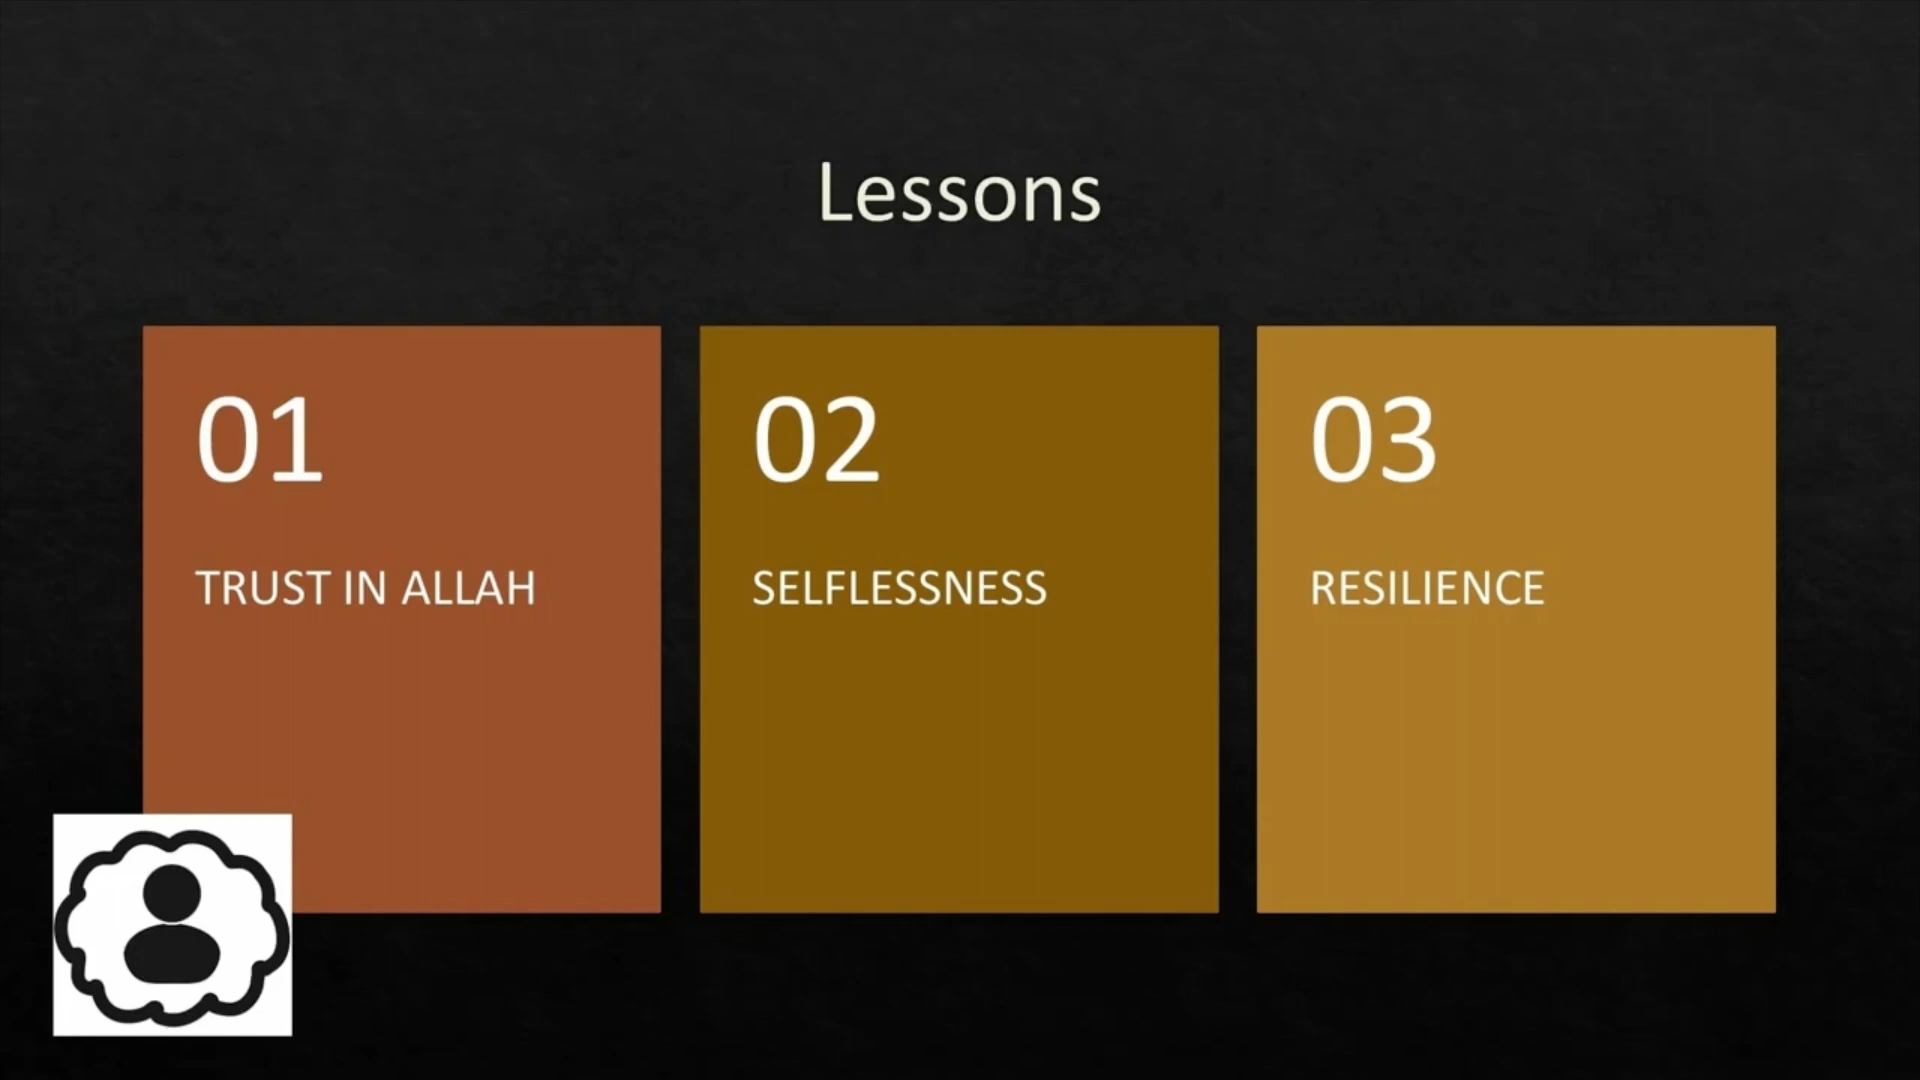 Lessons
01
TRUST IN ALLAH
02
SELFLESSNESS
03
RESILIENCE